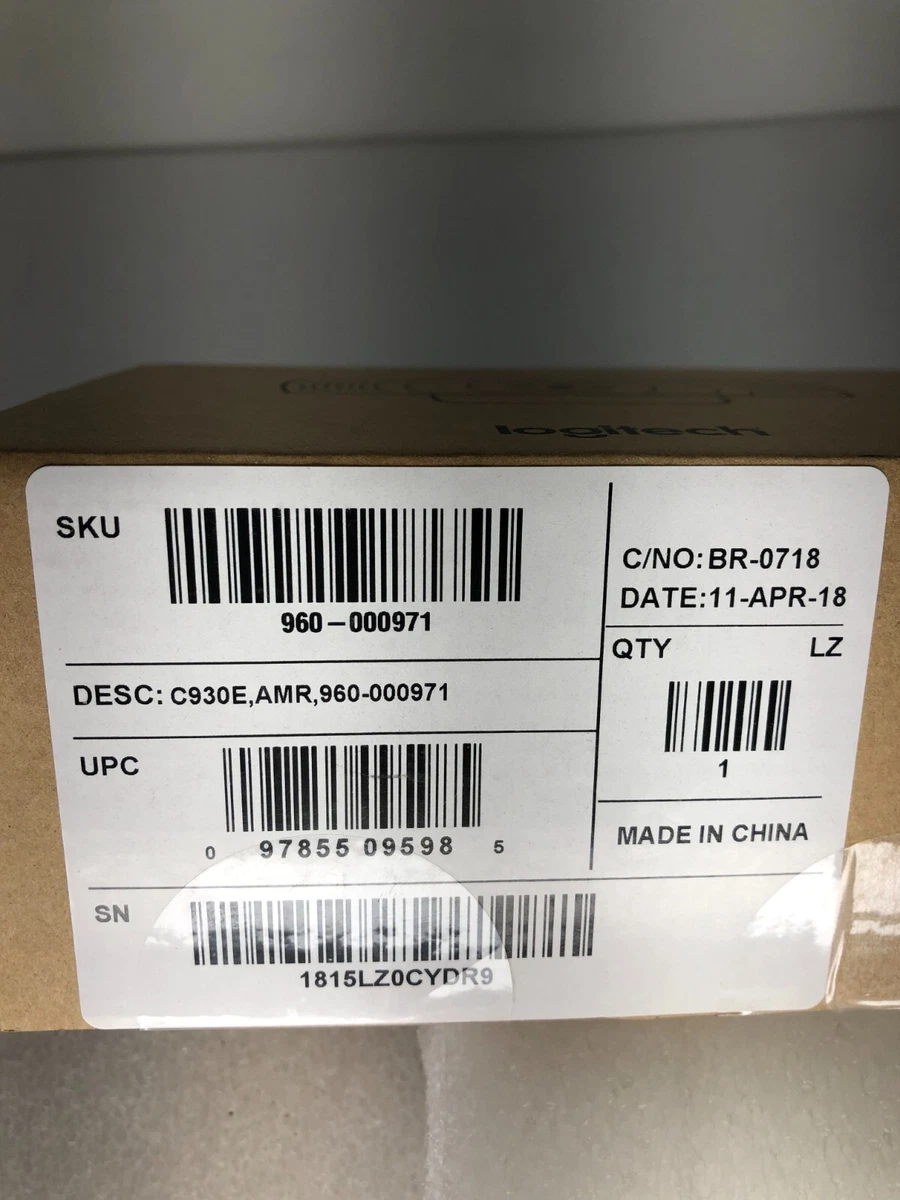 logitech
SKU
960-000971
C/NO: BR-0718
DATE:11-APR-18
DESC: C930E,AMR,960-000971
QTY LZ
1
UPC
0 97855 09598 5
MADE IN CHINA
SN
1815LZ0CYDR9